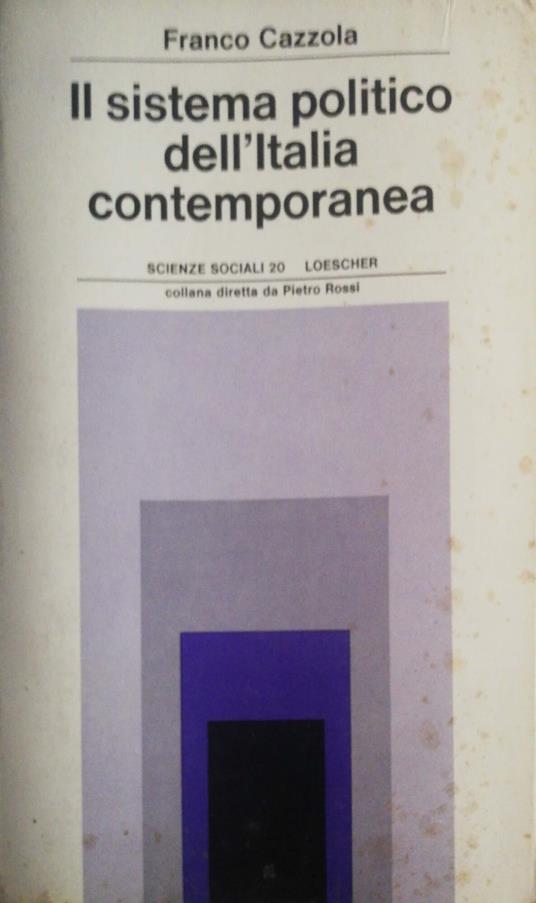 Franco Cazzola
Il sistema politico
dell'Italia
contemporanea
SCIENZE SOCIALI 20 LOESCHER
collana diretta da Pietro Rossi